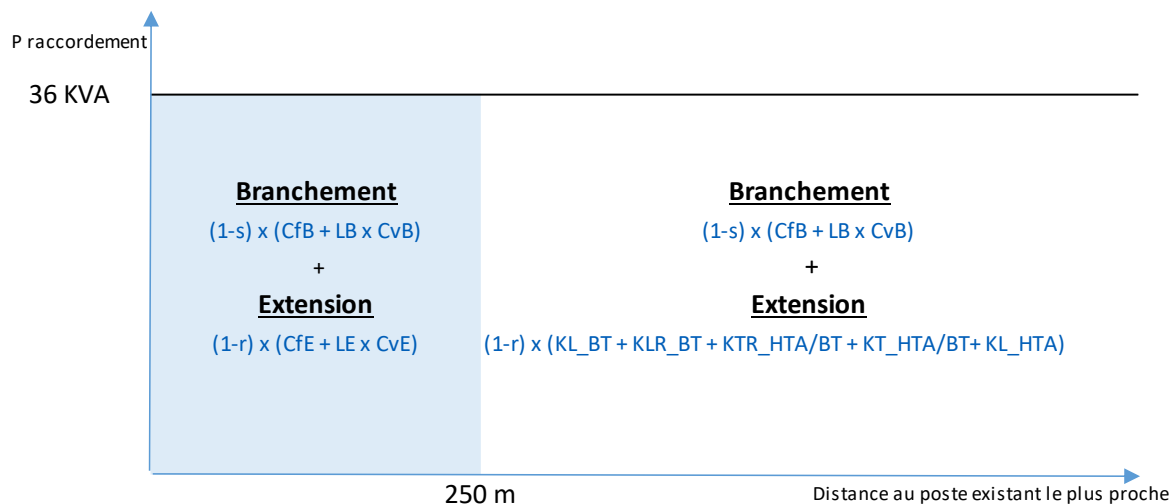 P raccordement
36 KVA
Branchement
(1-s) x (CfB + LB x CvB)
+
Extension
(1-r) x (CfE + LE x CvE)
Branchement
(1-s) x (CfB + LB x CvB)
+
Extension
(1-r) x (KL_BT + KLR_BT + KTR_HTA/BT + KT_HTA/BT+ KL_HTA)
250 m
Distance au poste existant le plus proche